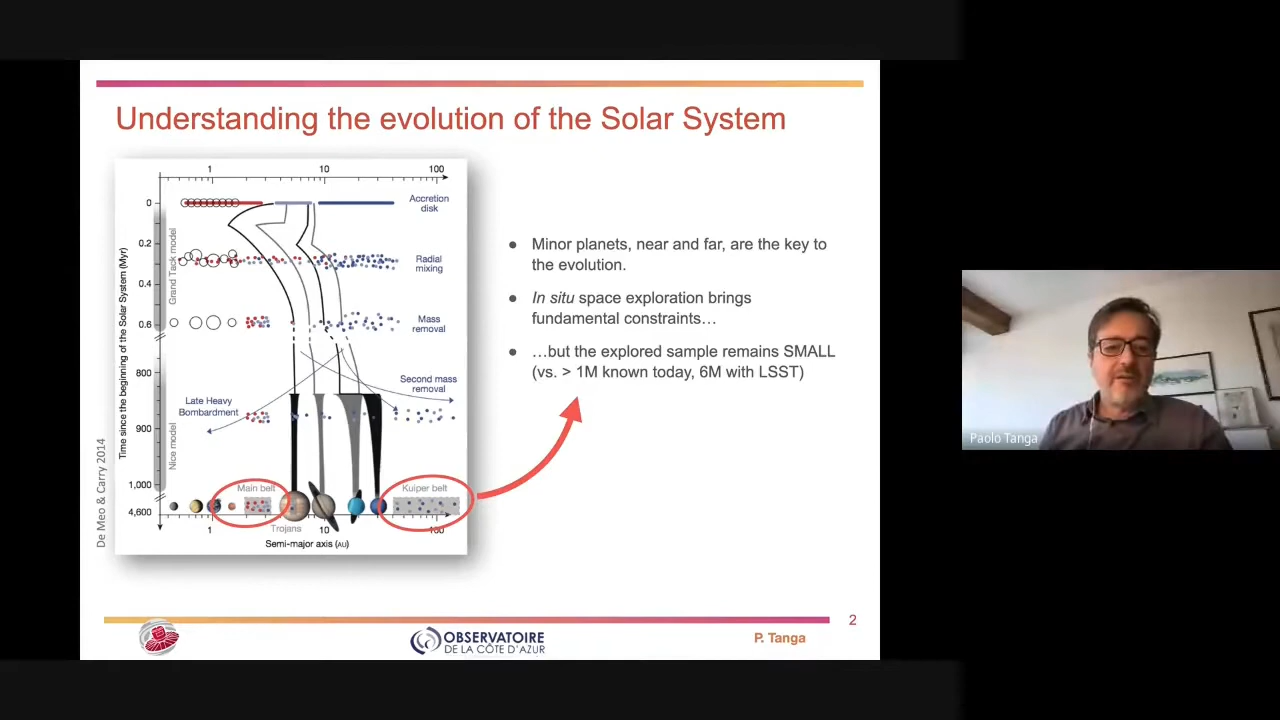 Understanding the evolution of the Solar System
1 10 100
0
0.2
0.4
0.6
800
900
1,000
4,600
Time since the beginning of the Solar System (Myr)
Grand Tack model
Nice model
Accretion
disk
Radial
mixing
Mass
removal
Second mass
removal
Late Heavy
Bombardment
Main belt
Kuiper belt
Trojans
1 10 100
Semi-major axis (AU)
De Meo & Carry 2014
● Minor planets, near and far, are the key to
the evolution.
● In situ space exploration brings
fundamental constraints…
● …but the explored sample remains SMALL
(vs. > 1M known today, 6M with LSST)
Paolo Tanga
OBSERVATOIRE
DE LA CÔTE D'AZUR
P. Tanga
2